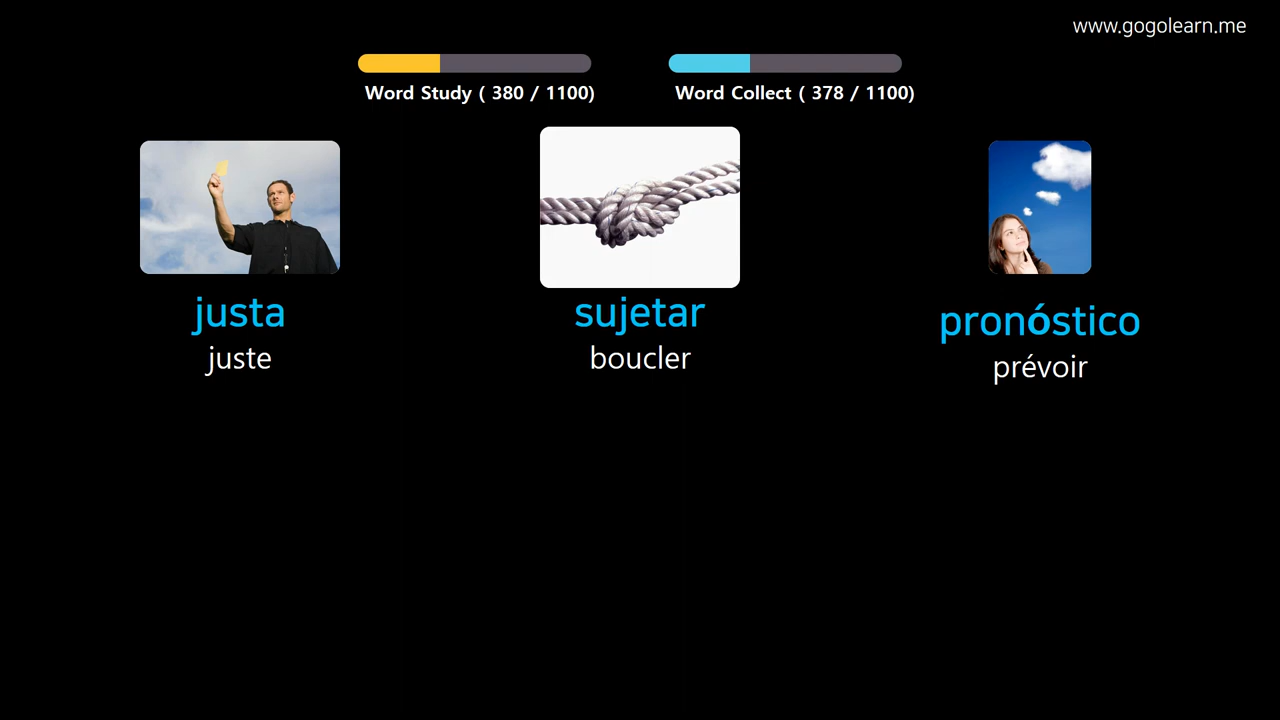 www.gogolearn.me
Word Study ( 380 / 1100)
Word Collect ( 378 / 1100)
justa
sujetar
pronóstico
juste
boucler
prévoir